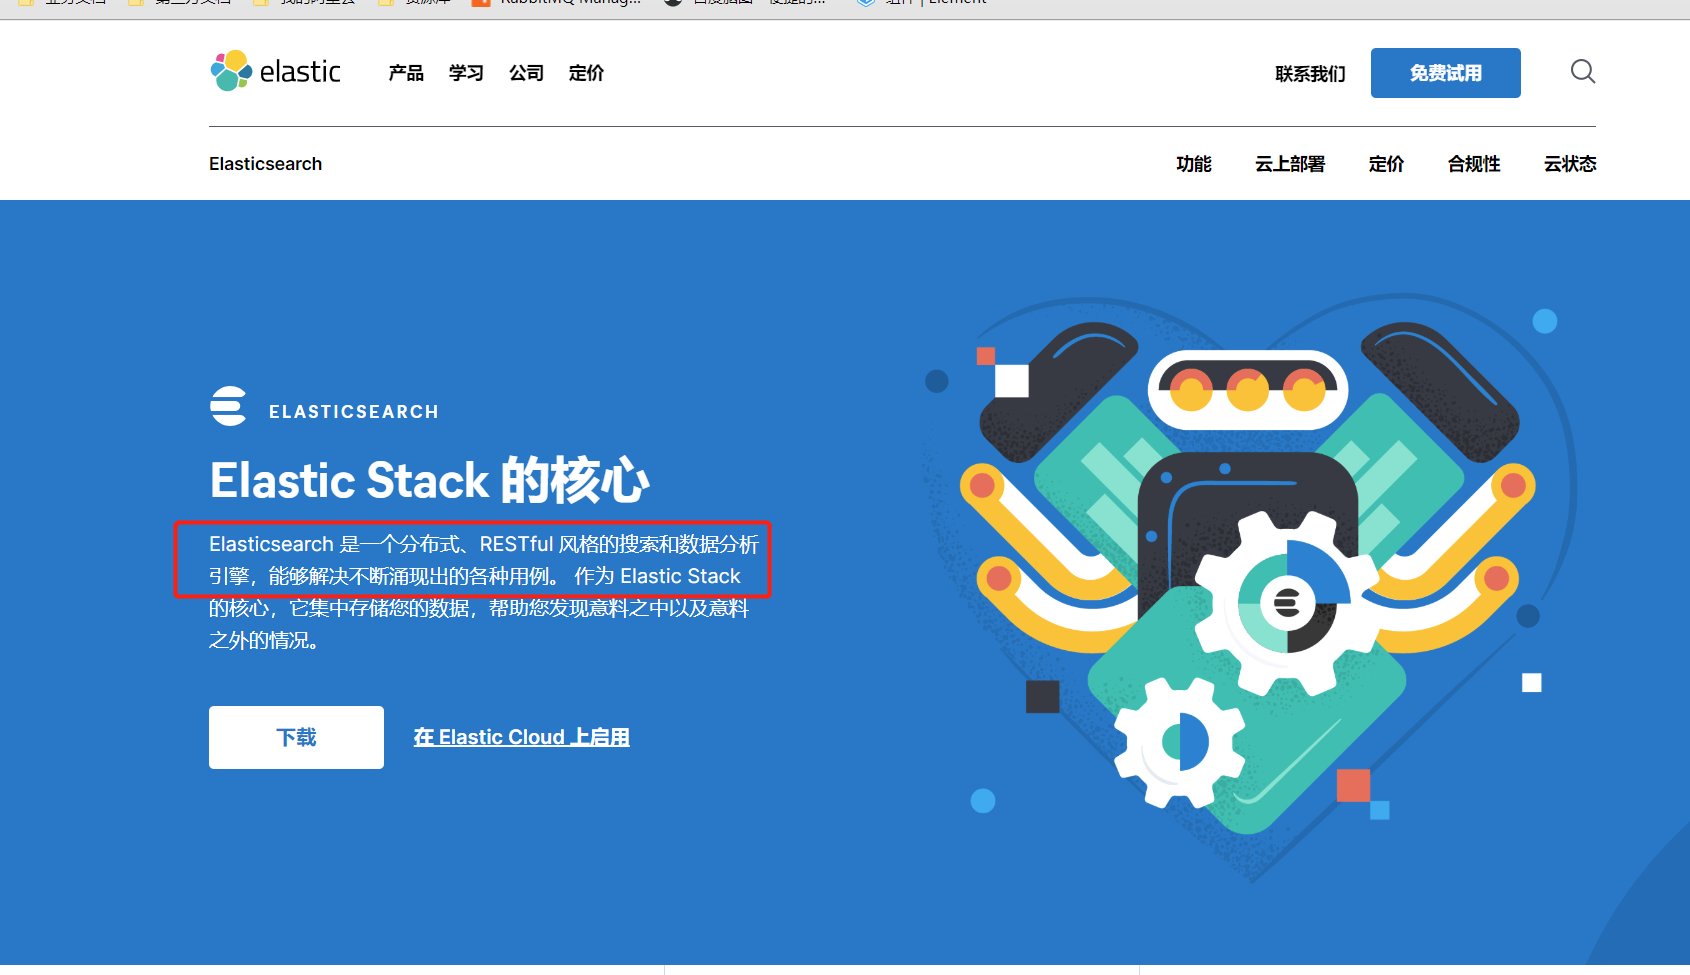 elastic
产品 学习 公司 定价
联系我们 免费试用
Elasticsearch
功能 云上部署 定价 合规性 云状态
ELASTICSEARCH
Elastic Stack 的核心
Elasticsearch 是一个分布式、RESTful 风格的搜索和数据分析
引擎，能够解决不断涌现出的各种用例。 作为 Elastic Stack
的核心，它集中存储您的数据，帮助您发现意料之中以及意料
之外的情况。
下载 在 Elastic Cloud 上启用